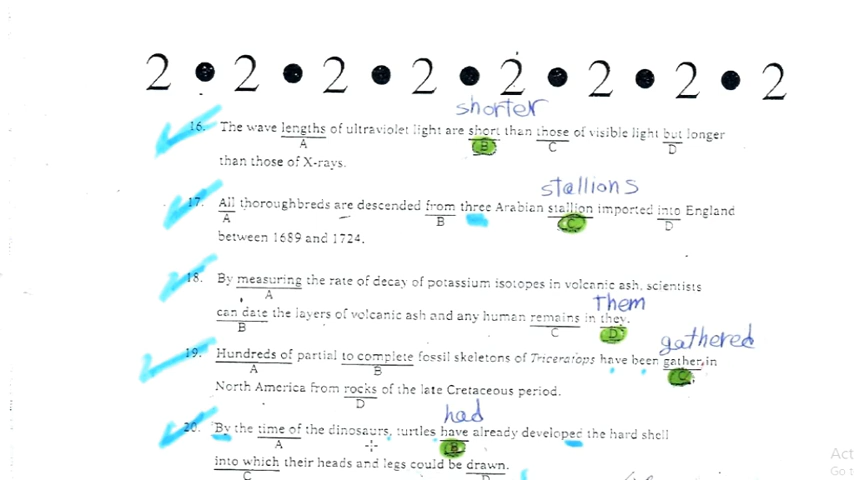 2 • 2 • 2 • 2 • 2 • 2 • 2 • 2
shorter
16. The wave lengths of ultraviolet light are short than those of visible light but longer
A B C D
than those of X-rays.
stallions
17. All thoroughbreds are descended from three Arabian stallion imported into England
A B C D
between 1689 and 1724.
18. By measuring the rate of decay of potassium isotopes in volcanic ash, scientists
A
Them
can date the layers of volcanic ash and any human remains in they.
B C D
gathered
19. Hundreds of partial to complete fossil skeletons of Triceratops have been gather in
A B C
North America from rocks of the late Cretaceous period.
D
had
20. By the time of the dinosaurs, turtles have already developed the hard shell
A B
into which their heads and legs could be drawn.
C D
Act
Go t